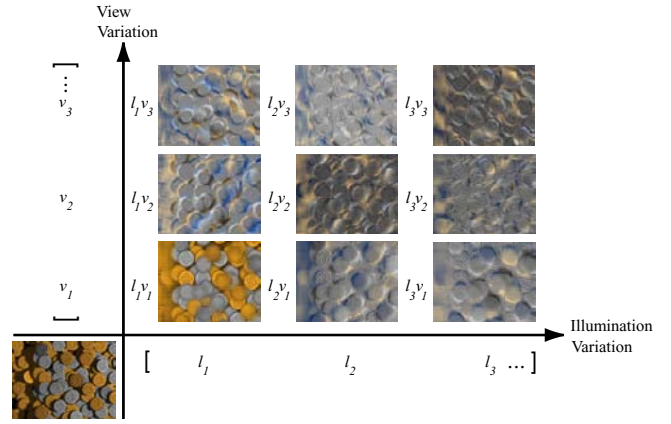 View
Variation
⋮
v3 l1v3 l2v3 l3v3
v2 l1v2 l2v2 l3v2
v1 l1v1 l2v1 l3v1
Illumination
Variation
[ l1 l2 l3 ... ]